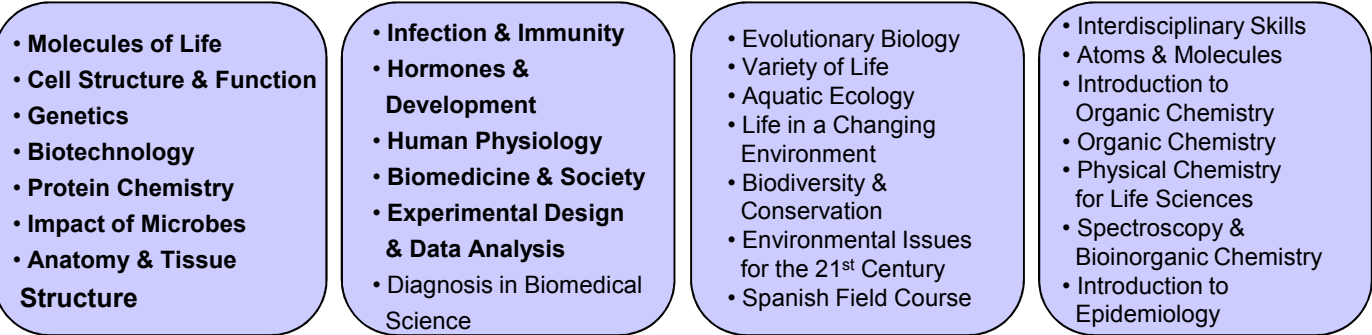 • Molecules of Life
• Cell Structure & Function
• Genetics
• Biotechnology
• Protein Chemistry
• Impact of Microbes
• Anatomy & Tissue
Structure
• Infection & Immunity
• Hormones &
Development
• Human Physiology
• Biomedicine & Society
• Experimental Design
& Data Analysis
• Diagnosis in Biomedical
Science
• Evolutionary Biology
• Variety of Life
• Aquatic Ecology
• Life in a Changing
Environment
• Biodiversity &
Conservation
• Environmental Issues
for the 21st Century
• Spanish Field Course
• Interdisciplinary Skills
• Atoms & Molecules
• Introduction to
Organic Chemistry
• Organic Chemistry
• Physical Chemistry
for Life Sciences
• Spectroscopy &
Bioinorganic Chemistry
• Introduction to
Epidemiology